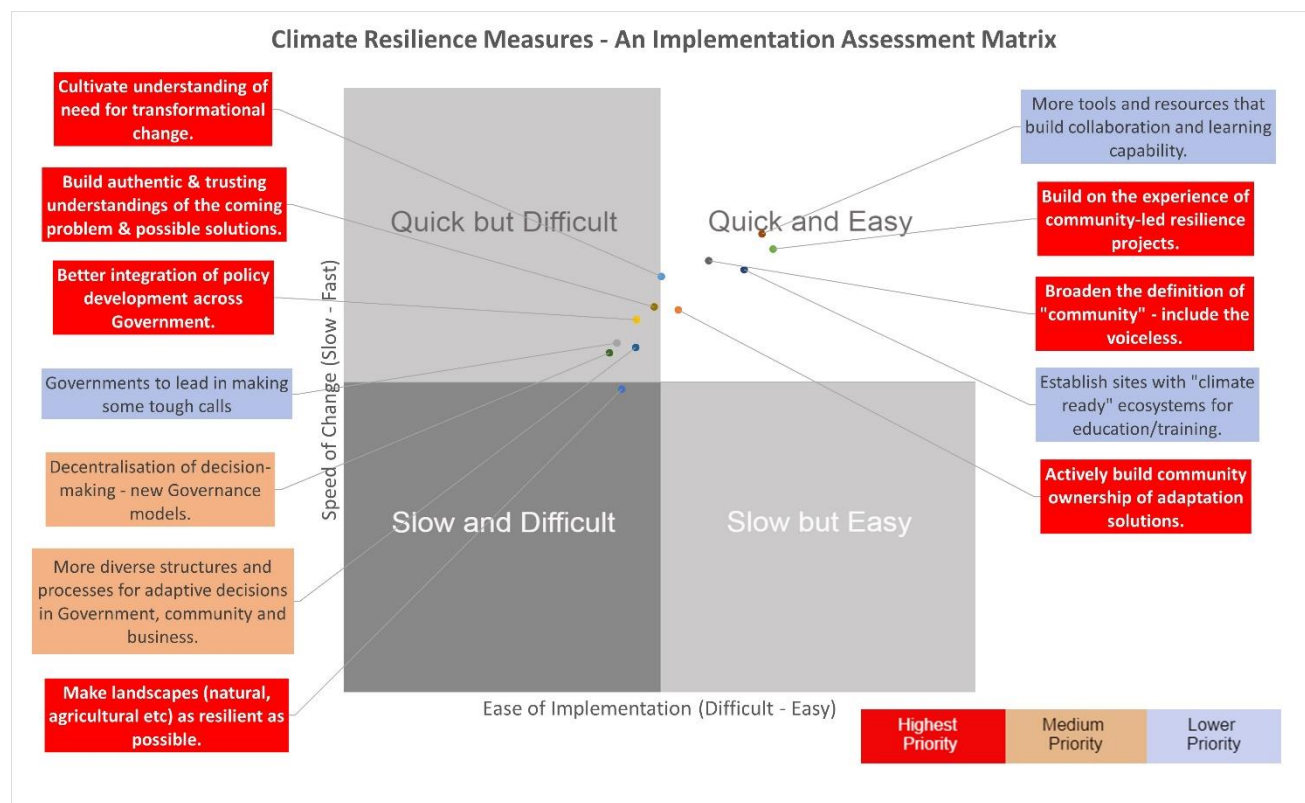 Climate Resilience Measures - An Implementation Assessment Matrix
Cultivate understanding of
need for transformational
change.
Build authentic & trusting
understandings of the coming
problem & possible solutions.
Better integration of policy
development across
Government.
Governments to lead in making
some tough calls
Decentralisation of decision-
making - new Governance
models.
More diverse structures and
processes for adaptive decisions
in Government, community and
business.
Make landscapes (natural,
agricultural etc) as resilient as
possible.
Speed of Change (Slow - Fast)
Quick but Difficult
Quick and Easy
Slow and Difficult
Slow but Easy
Ease of Implementation (Difficult - Easy)
More tools and resources that
build collaboration and learning
capability.
Build on the experience of
community-led resilience
projects.
Broaden the definition of
"community" - include the
voiceless.
Establish sites with "climate
ready" ecosystems for
education/training.
Actively build community
ownership of adaptation
solutions.
Highest
Priority
Medium
Priority
Lower
Priority